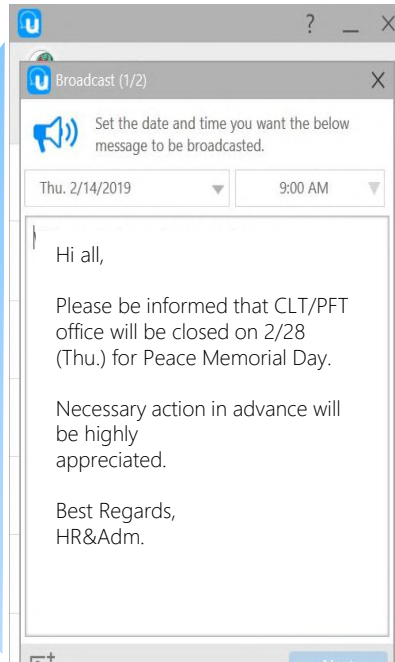 ?
Broadcast (1/2)
Set the date and time you want the below
message to be broadcasted.
Thu. 2/14/2019
9:00 AM
Hi all,
Please be informed that CLT/PFT
office will be closed on 2/28
(Thu.) for Peace Memorial Day.
Necessary action in advance will
be highly
appreciated.
Best Regards,
HR&Adm.